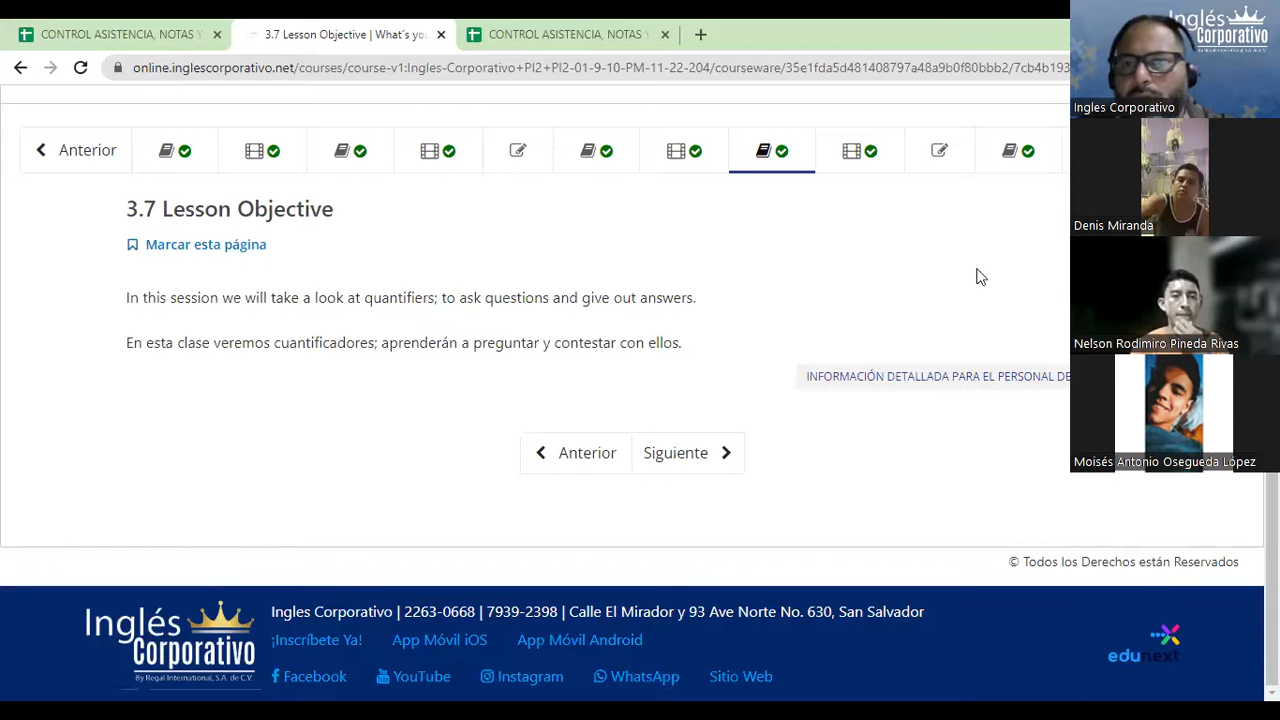 CONTROL ASISTENCIA, NOTAS Y
3.7 Lesson Objective | What´s yo
CONTROL ASISTENCIA, NOTAS Y
online.inglescorporativo.net/courses/course-v1:Ingles-Corporativo+PI2+PI2-01-9-10-PM-11-22-204/courseware/35e1fda5d481408797a48a9b0f80bbb2/7cb4b193
Inglés
Corporativo
Ingles Corporativo
Anterior
3.7 Lesson Objective
Marcar esta página
Denis Miranda
In this session we will take a look at quantifiers; to ask questions and give out answers.
En esta clase veremos cuantificadores; aprenderán a preguntar y contestar con ellos.
Nelson Rodimiro Pineda Rivas
INFORMACIÓN DETALLADA PARA EL PERSONAL DE
Anterior
Siguiente
Moisés Antonio Osegueda López
© Todos los Derechos están Reservados
Inglés
Corporativo
By Regal International, S.A. de C.V.
Ingles Corporativo | 2263-0668 | 7939-2398 | Calle El Mirador y 93 Ave Norte No. 630, San Salvador
¡Inscríbete Ya! App Móvil iOS App Móvil Android
Facebook YouTube Instagram WhatsApp Sitio Web
edunext